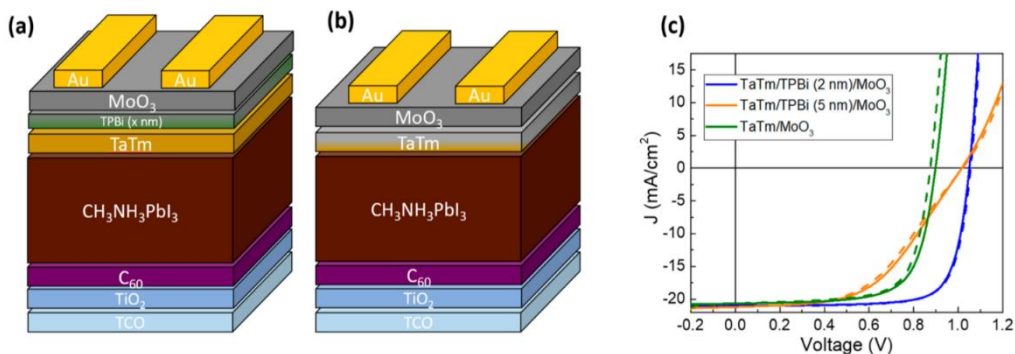 (a)
Au
Au
MoO₃
TPBi (x nm)
TaTm
CH₃NH₃PbI₃
C₆₀
TiO₂
TCO
(b)
Au
Au
MoO₃
TaTm
CH₃NH₃PbI₃
C₆₀
TiO₂
TCO
(c)
TaTm/TPBi (2 nm)/MoO₃
TaTm/TPBi (5 nm)/MoO₃
TaTm/MoO₃
J (mA/cm²)
15
10
5
0
-5
-10
-15
-20
-0.2 0.0 0.2 0.4 0.6 0.8 1.0 1.2
Voltage (V)